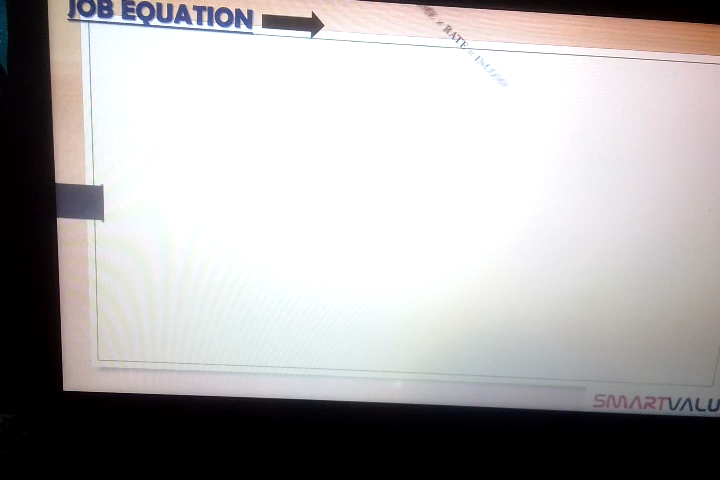 JOB EQUATION
RATE =
SMARTVALU